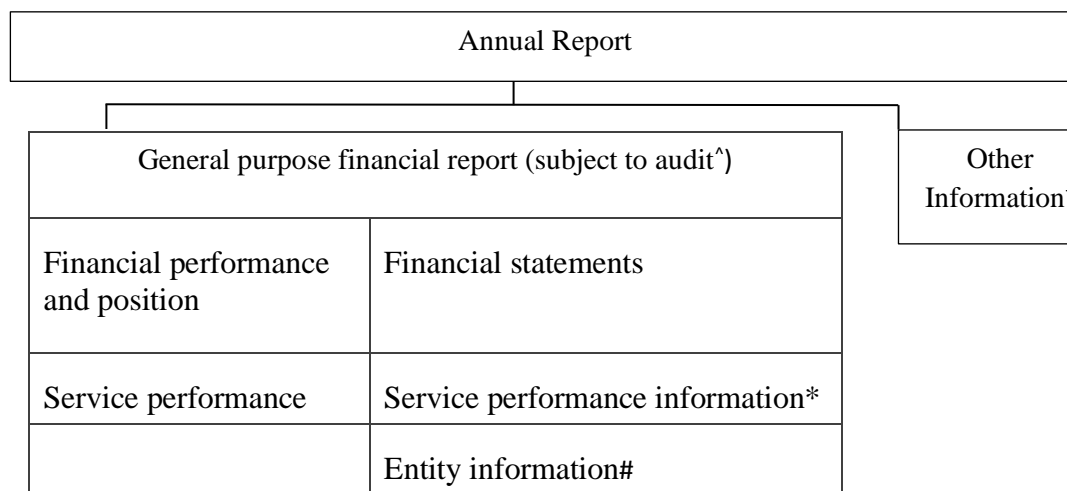 Annual Report
General purpose financial report (subject to audit^)
Other
Information
Financial performance
and position
Financial statements
Service performance
Service performance information*
Entity information#